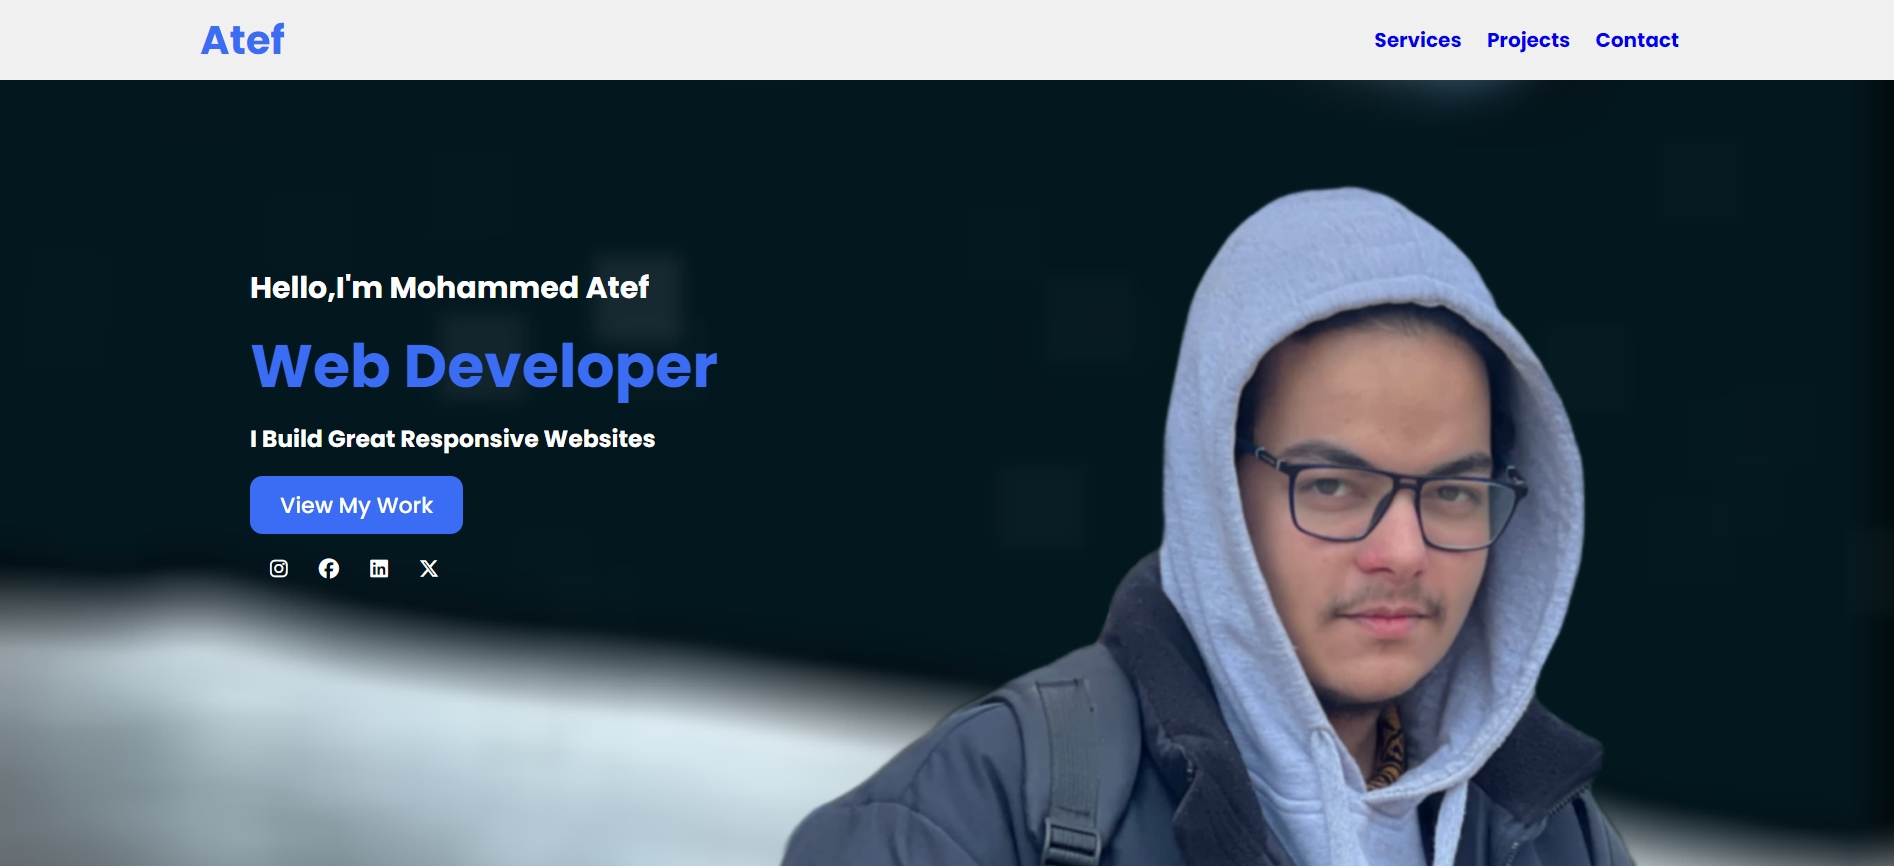 Atef
Services Projects Contact
Hello,I'm Mohammed Atef
Web Developer
I Build Great Responsive Websites
View My Work